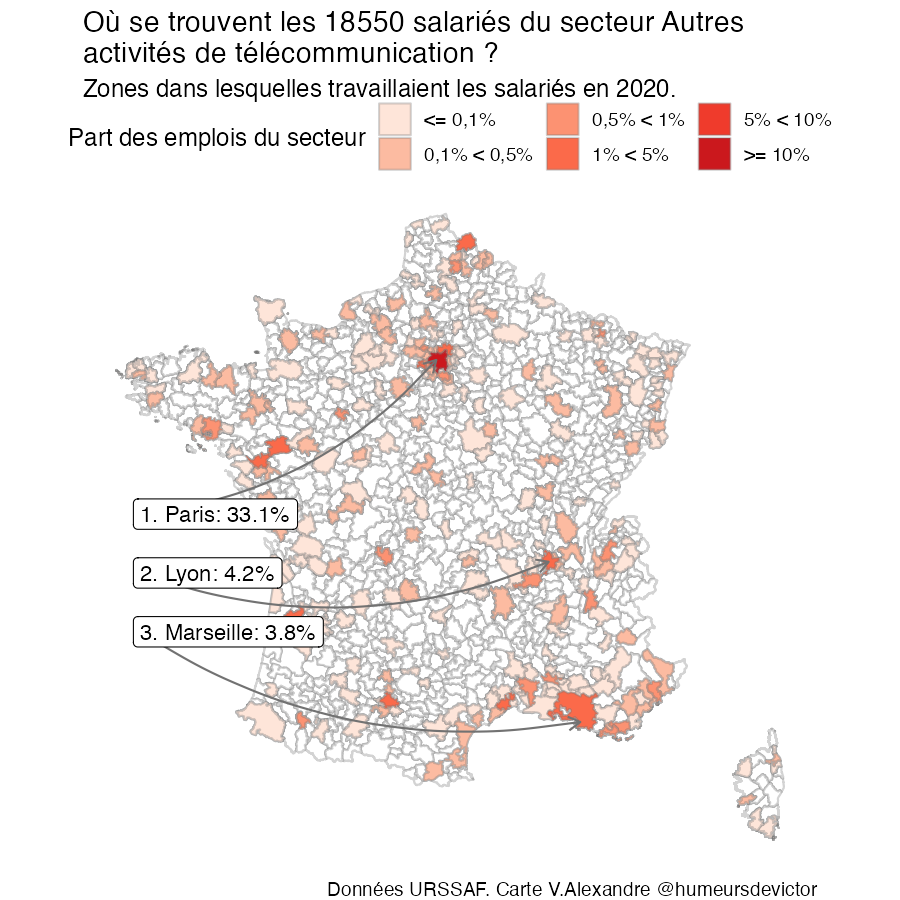 Où se trouvent les 18550 salariés du secteur Autres
activités de télécommunication ?
Zones dans lesquelles travaillaient les salariés en 2020.
Part des emplois du secteur
<= 0,1%
0,1% < 0,5%
0,5% < 1%
1% < 5%
5% < 10%
>= 10%
1. Paris: 33.1%
2. Lyon: 4.2%
3. Marseille: 3.8%
Données URSSAF. Carte V.Alexandre @humeursdevictor